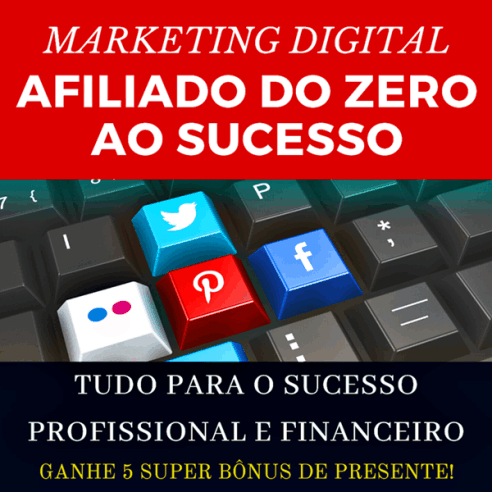 MARKETING DIGITAL
AFILIADO DO ZERO
AO SUCESSO
TUDO PARA O SUCESSO
PROFISSIONAL E FINANCEIRO
GANHE 5 SUPER BÔNUS DE PRESENTE!